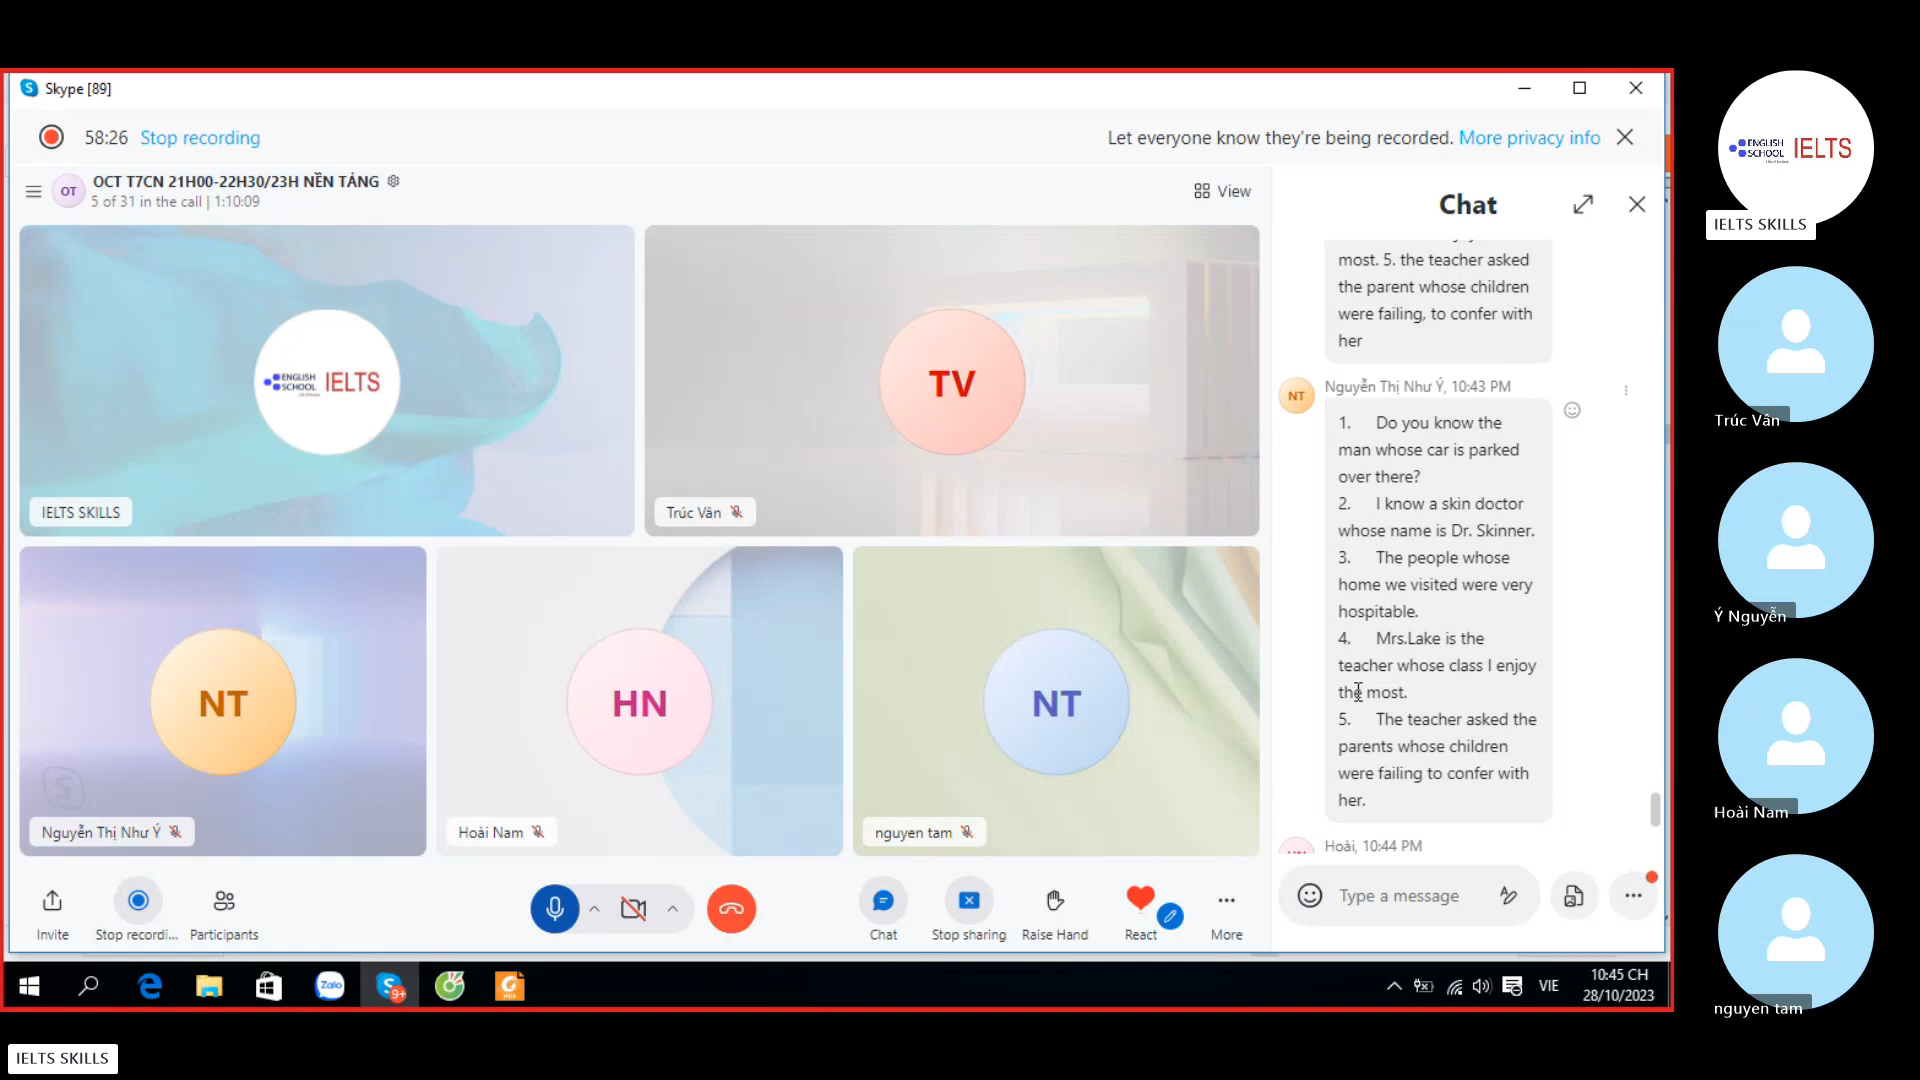 Skype [89]
58:26 Stop recording
Let everyone know they're being recorded. More privacy info
OT
OCT T7CN 21H00-22H30/23H NỀN TẢNG
5 of 31 in the call | 1:10:09
View
Chat
ENGLISH SCHOOL IELTS
IELTS SKILLS
TV
Trúc Vân
NT
Nguyễn Thị Như Ý
HN
Hoài Nam
NT
nguyen tam
most. 5. the teacher asked
the parent whose children
were failing, to confer with
her
NT
Nguyễn Thị Như Ý, 10:43 PM
1. Do you know the
man whose car is parked
over there?
2. I know a skin doctor
whose name is Dr. Skinner.
3. The people whose
home we visited were very
hospitable.
4. Mrs.Lake is the
teacher whose class I enjoy
the most.
5. The teacher asked the
parents whose children
were failing to confer with
her.
Hoài, 10:44 PM
Type a message
Invite
Stop recordi...
Participants
Chat
Stop sharing
Raise Hand
React
More
Zalo
9+
VIE
10:45 CH
28/10/2023
ENGLISH SCHOOL IELTS
IELTS SKILLS
Trúc Vân
Ý Nguyễn
Hoài Nam
nguyen tam
IELTS SKILLS